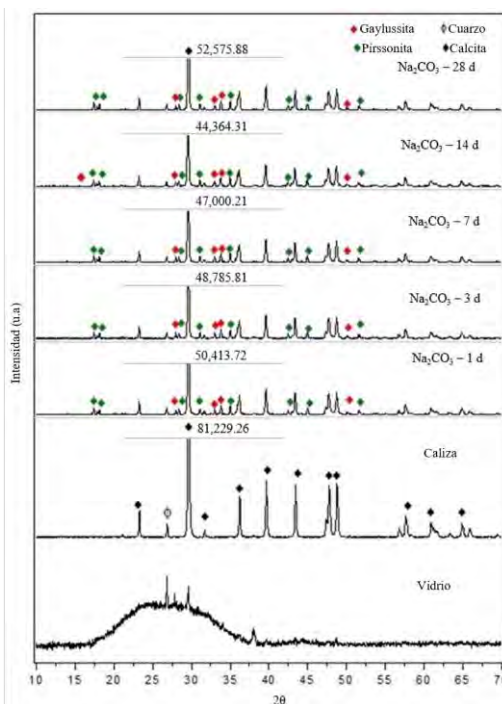 Gaylussita
Cuarzo
Pirssonita
Calcita
52,575.88
Na₂CO₃ – 28 d
44,364.31
Na₂CO₃ – 14 d
47,000.21
Na₂CO₃ – 7 d
48,785.81
Na₂CO₃ – 3 d
50,413.72
Na₂CO₃ – 1 d
81,229.26
Caliza
Vidrio
Intensidad (u.a)
10 15 20 25 30 35 40 45 50 55 60 65 70
2θ